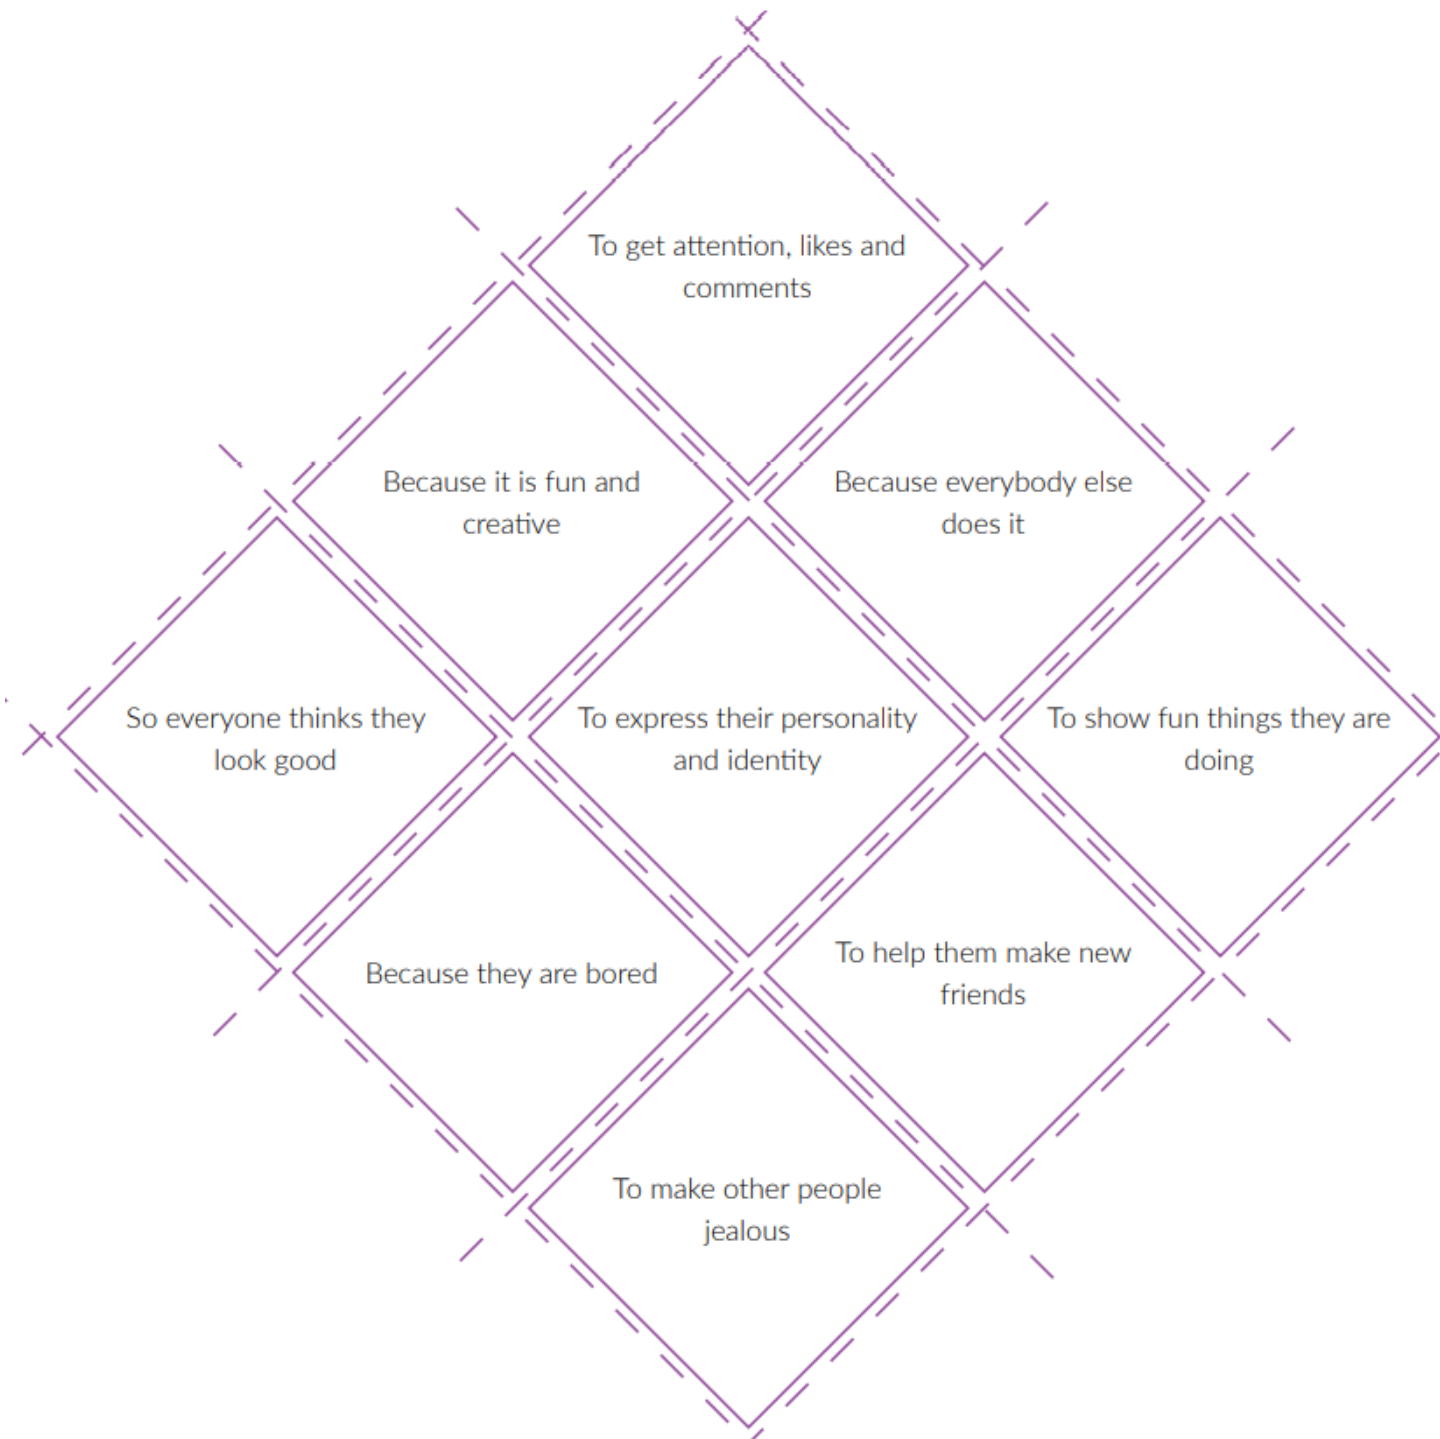 To get attention, likes and
comments
Because it is fun and
creative
Because everybody else
does it
So everyone thinks they
look good
To express their personality
and identity
To show fun things they are
doing
Because they are bored
To help them make new
friends
To make other people
jealous